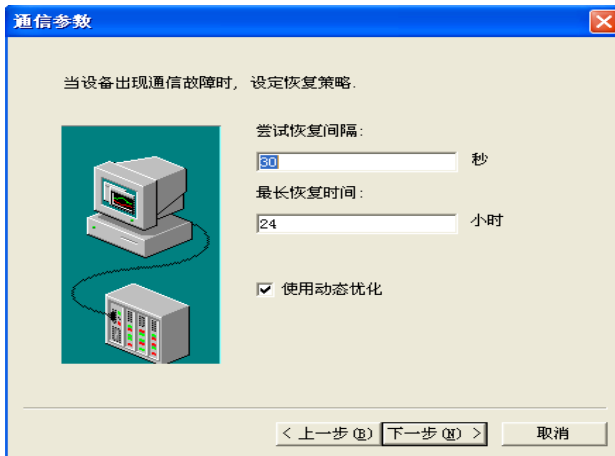 通信参数
当设备出现通信故障时, 设定恢复策略.
尝试恢复间隔:
30 秒
最长恢复时间:
24 小时
使用动态优化
< 上一步(B) 下一步(N) > 取消